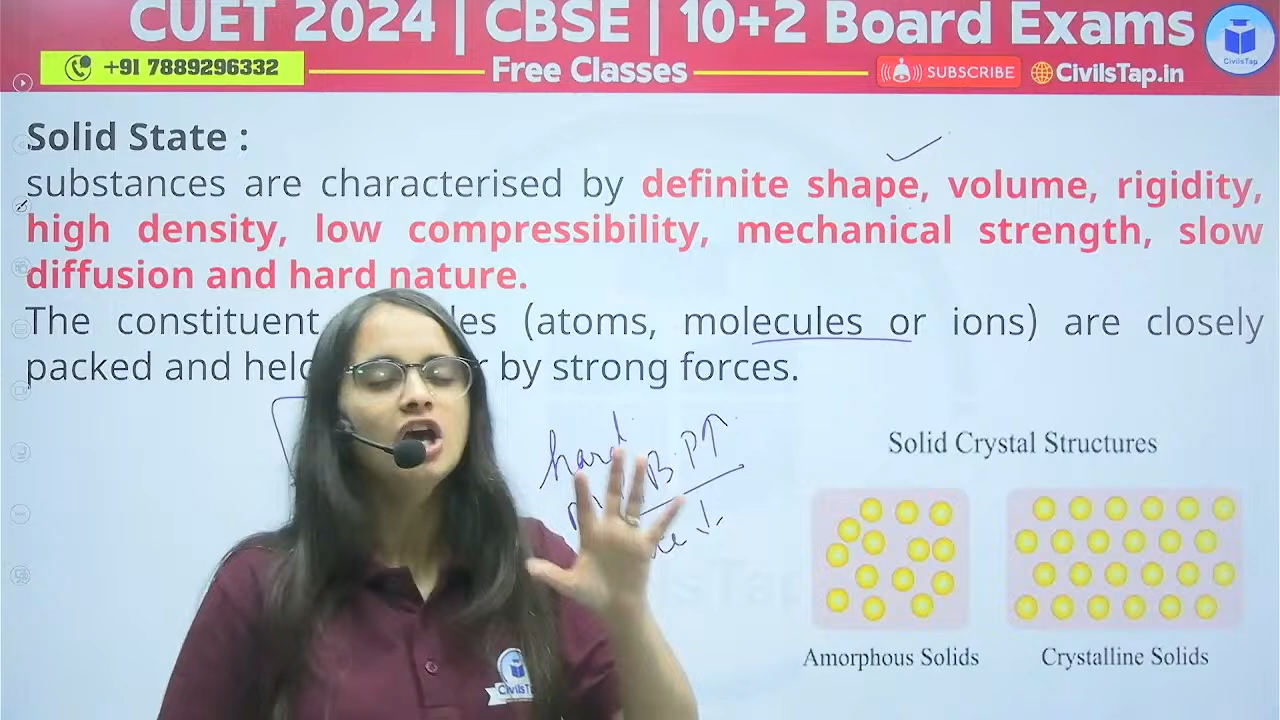 CUET 2024 | CBSE | 10+2 Board Exams
+91 7889296332
Free Classes
SUBSCRIBE
CivilsTap.in
CivilsTap
Solid State :
substances are characterised by definite shape, volume, rigidity,
high density, low compressibility, mechanical strength, slow
diffusion and hard nature.
The constituent les (atoms, molecules or ions) are closely
packed and held r by strong forces.
hard
B.P↑
Solid Crystal Structures
Amorphous Solids
Crystalline Solids
CivilsT